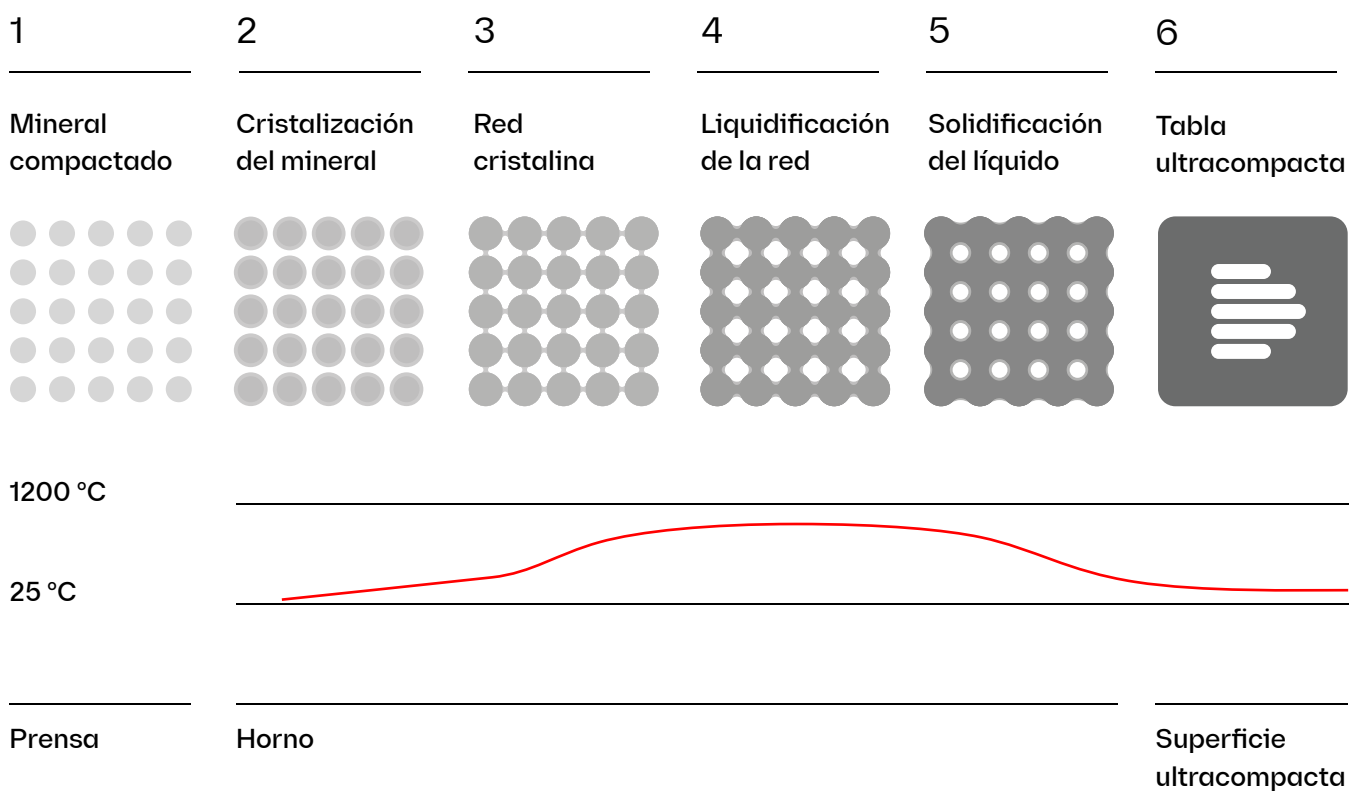 1
2
3
4
5
6
Mineral
compactado
Cristalización
del mineral
Red
cristalina
Liquidificación
de la red
Solidificación
del líquido
Tabla
ultracompacta
1200 °C
25 °C
Prensa
Horno
Superficie
ultracompacta